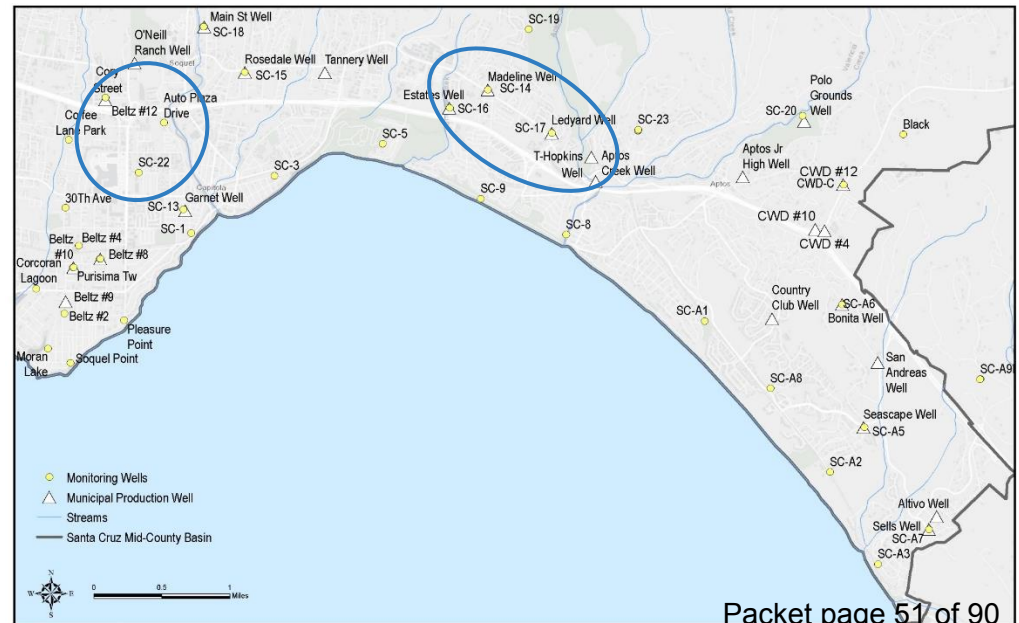 Main St Well
SC-18
SC-19
O'Neill
Ranch Well
Soquel
Rosedale Well
SC-15
Tannery Well
Cory
Street
Beltz #12
Auto Plaza
Drive
Coffee
Lane Park
SC-22
Madeline Well
SC-14
Estates Well
SC-16
SC-17
Ledyard Well
SC-23
SC-5
T-Hopkins
Well
Aptos
Creek Well
Polo
Grounds
Well
SC-20
Black
Aptos Jr
High Well
Aptos
CWD #12
CWD-C
SC-3
Capitola
30Th Ave
SC-13
Garnet Well
SC-1
SC-9
SC-8
CWD #10
CWD #4
Beltz
#10
Beltz #4
Beltz #8
Corcoran
Lagoon
Purisima Tw
Beltz #9
Beltz #2
Pleasure
Point
Moran
Lake
Soquel Point
Country
Club Well
SC-A6
Bonita Well
SC-A1
San
Andreas
Well
SC-A8
SC-A9
Seascape Well
SC-A5
SC-A2
Altivo Well
Sells Well
SC-A7
SC-A3
Monitoring Wells
Municipal Production Well
Streams
Santa Cruz Mid-County Basin
N
W
E
S
0
0.5
1
Miles
Packet page 51 of 90